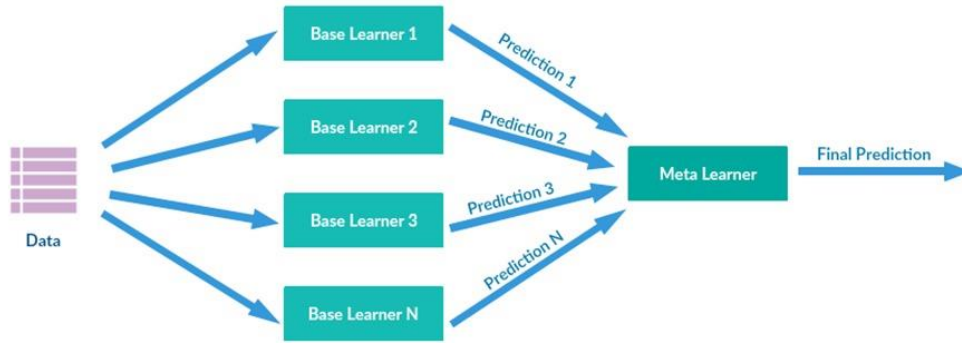 Base Learner 1
Prediction 1
Base Learner 2
Prediction 2
Meta Learner
Final Prediction
Data
Base Learner 3
Prediction 3
Base Learner N
Prediction N